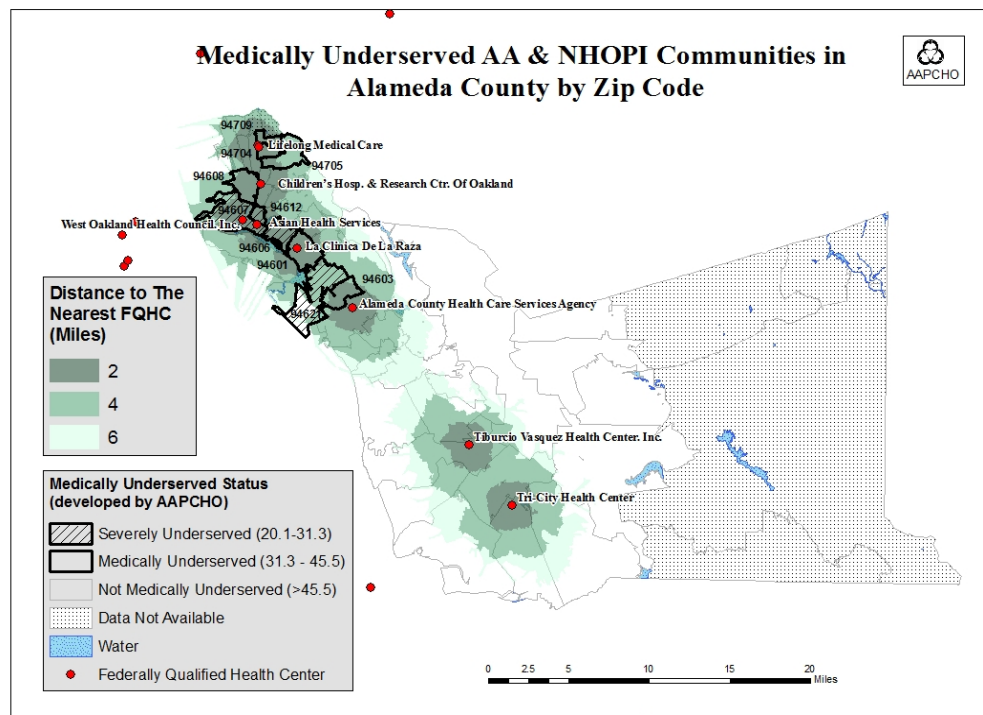 Medically Underserved AA & NHOPI Communities in
Alameda County by Zip Code
AAPCHO
94709
Lifelong Medical Care
94704
94705
94608
Children's Hosp. & Research Ctr. Of Oakland
94607
94612
West Oakland Health Council, Inc.
Asian Health Services
94606
La Clinica De La Raza
94601
94603
Alameda County Health Care Services Agency
94621
Distance to The
Nearest FQHC
(Miles)
2
4
6
Tiburcio Vasquez Health Center. Inc.
Tri-City Health Center
Medically Underserved Status
(developed by AAPCHO)
Severely Underserved (20.1-31.3)
Medically Underserved (31.3 - 45.5)
Not Medically Underserved (>45.5)
Data Not Available
Water
Federally Qualified Health Center
0 2.5 5 10 15 20
Miles